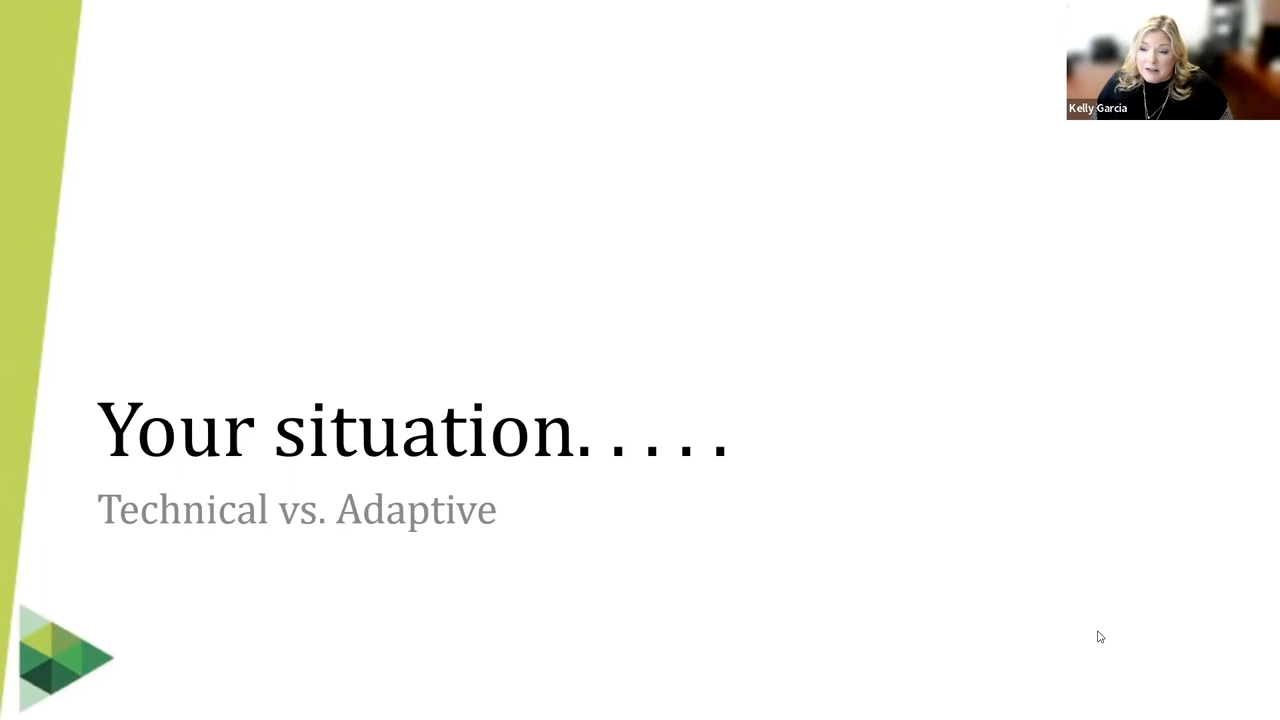 Kelly Garcia
Your situation. . . . .
Technical vs. Adaptive